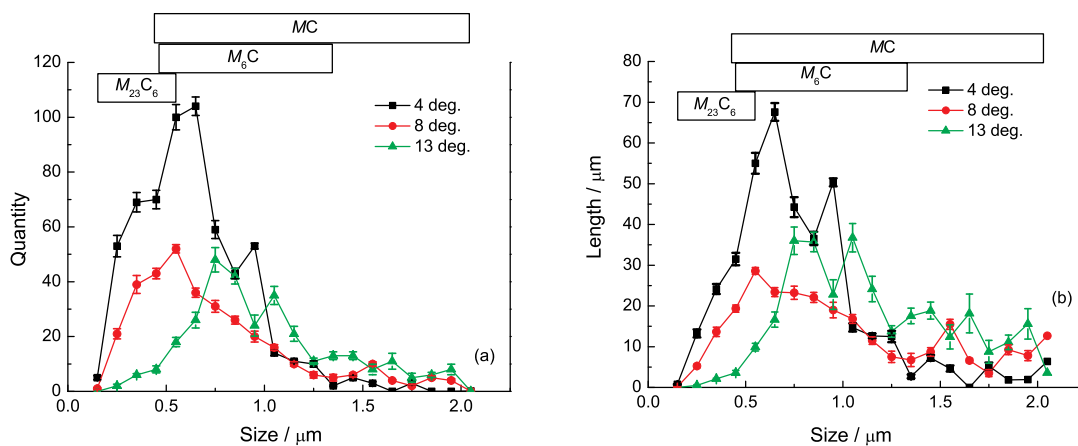 MC
M₆C
M₂₃C₆
4 deg.
8 deg.
13 deg.
120
100
80
60
40
20
0
Quantity
0.0 0.5 1.0 1.5 2.0
Size / μm
(a)
MC
M₆C
M₂₃C₆
4 deg.
8 deg.
13 deg.
80
70
60
50
40
30
20
10
0
Length / μm
0.0 0.5 1.0 1.5 2.0
Size / μm
(b)